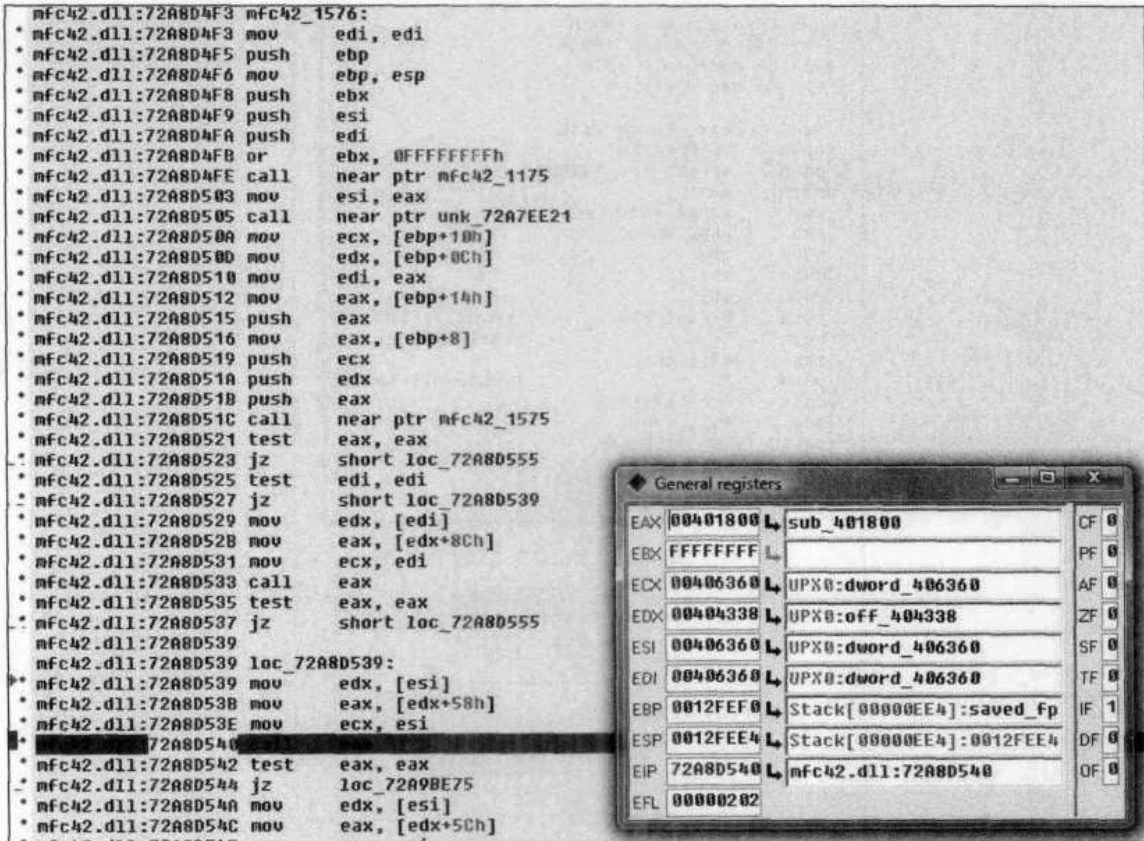 mfc42.dll:72A8D4F3 mfc42_1576:
mfc42.dll:72A8D4F3 mov edi, edi
mfc42.dll:72A8D4F5 push ebp
mfc42.dll:72A8D4F6 mov ebp, esp
mfc42.dll:72A8D4F8 push ebx
mfc42.dll:72A8D4F9 push esi
mfc42.dll:72A8D4FA push edi
mfc42.dll:72A8D4FB or ebx, 0FFFFFFFFh
mfc42.dll:72A8D4FE call near ptr mfc42_1175
mfc42.dll:72A8D503 mov esi, eax
mfc42.dll:72A8D505 call near ptr unk_72A7EE21
mfc42.dll:72A8D50A mov ecx, [ebp+10h]
mfc42.dll:72A8D50D mov edx, [ebp+0Ch]
mfc42.dll:72A8D510 mov edi, eax
mfc42.dll:72A8D512 mov eax, [ebp+14h]
mfc42.dll:72A8D515 push eax
mfc42.dll:72A8D516 mov eax, [ebp+8]
mfc42.dll:72A8D519 push ecx
mfc42.dll:72A8D51A push edx
mfc42.dll:72A8D51B push eax
mfc42.dll:72A8D51C call near ptr mfc42_1575
mfc42.dll:72A8D521 test eax, eax
mfc42.dll:72A8D523 jz short loc_72A8D555
mfc42.dll:72A8D525 test edi, edi
mfc42.dll:72A8D527 jz short loc_72A8D539
mfc42.dll:72A8D529 mov edx, [edi]
mfc42.dll:72A8D52B mov eax, [edx+8Ch]
mfc42.dll:72A8D531 mov ecx, edi
mfc42.dll:72A8D533 call eax
mfc42.dll:72A8D535 test eax, eax
mfc42.dll:72A8D537 jz short loc_72A8D555
mfc42.dll:72A8D539
mfc42.dll:72A8D539 loc_72A8D539:
mfc42.dll:72A8D539 mov edx, [esi]
mfc42.dll:72A8D53B mov eax, [edx+58h]
mfc42.dll:72A8D53E mov ecx, esi
72A8D540 call
mfc42.dll:72A8D542 test eax, eax
mfc42.dll:72A8D544 jz loc_72A9BE75
mfc42.dll:72A8D54A mov edx, [esi]
mfc42.dll:72A8D54C mov eax, [edx+5Ch]
General registers
EAX 00401800 sub_401800 CF 0
EBX FFFFFFFF PF 0
ECX 00406360 UPX0:dword_406360 AF 0
EDX 00404338 UPX0:off_404338 ZF 0
ESI 00406360 UPX0:dword_406360 SF 0
EDI 00406360 UPX0:dword_406360 TF 0
EBP 0012FEF0 Stack[00000EE4]:saved_fp IF 1
ESP 0012FEE4 Stack[00000EE4]:0012FEE4 DF 0
EIP 72A8D540 mfc42.dll:72A8D540 OF 0
EFL 00000202